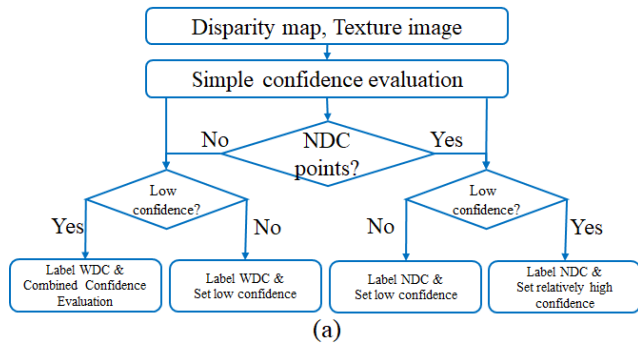 Disparity map, Texture image
Simple confidence evaluation
No
NDC
points?
Yes
Low
confidence?
Low
confidence?
Yes
No
No
Yes
Label WDC &
Combined Confidence
Evaluation
Label WDC &
Set low confidence
Label NDC &
Set low confidence
Label NDC &
Set relatively high
confidence
(a)